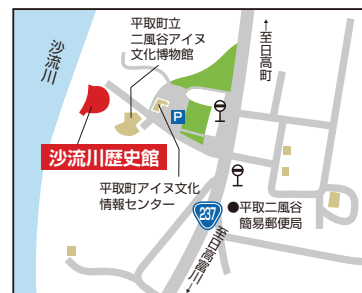 沙流川
平取町立
二風谷アイヌ
文化博物館
←至日高町
P
沙流川歴史館
平取町アイヌ文化
情報センター
237
●平取二風谷
簡易郵便局
至日高富川→